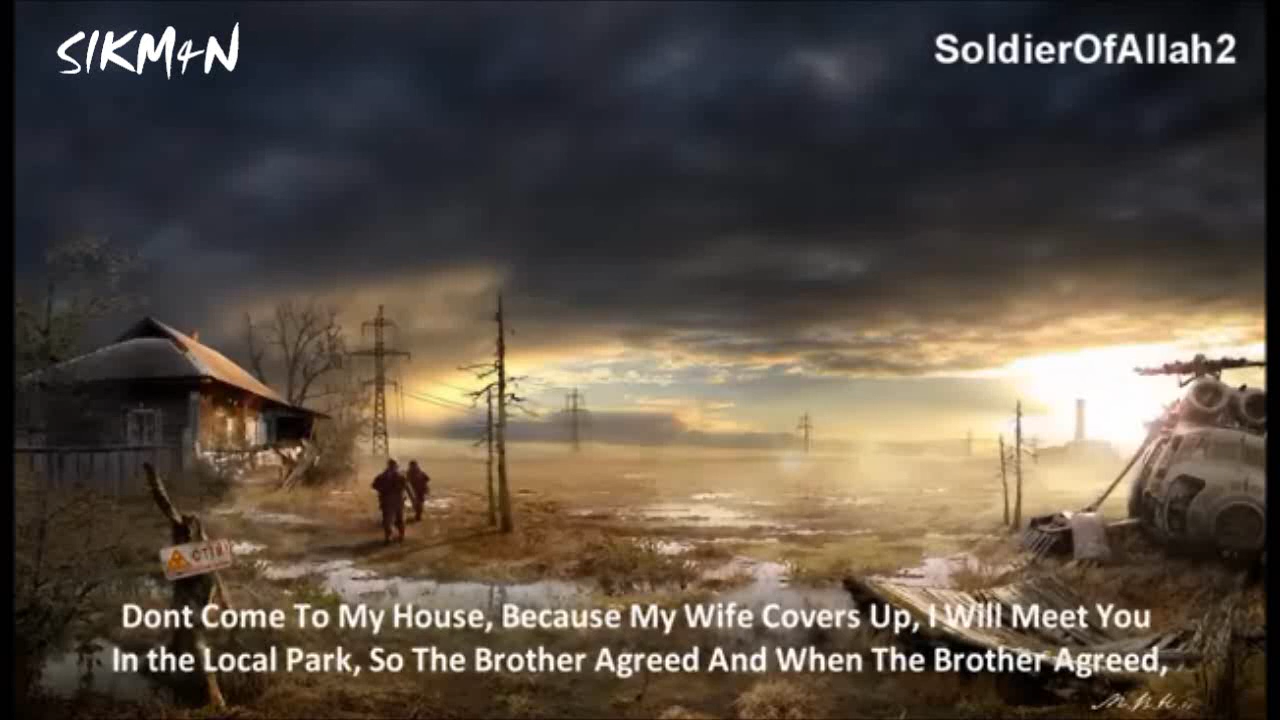 SIKM4N
SoldierOfAllah2
СТІЙ
Dont Come To My House, Because My Wife Covers Up, I Will Meet You
In the Local Park, So The Brother Agreed And When The Brother Agreed,